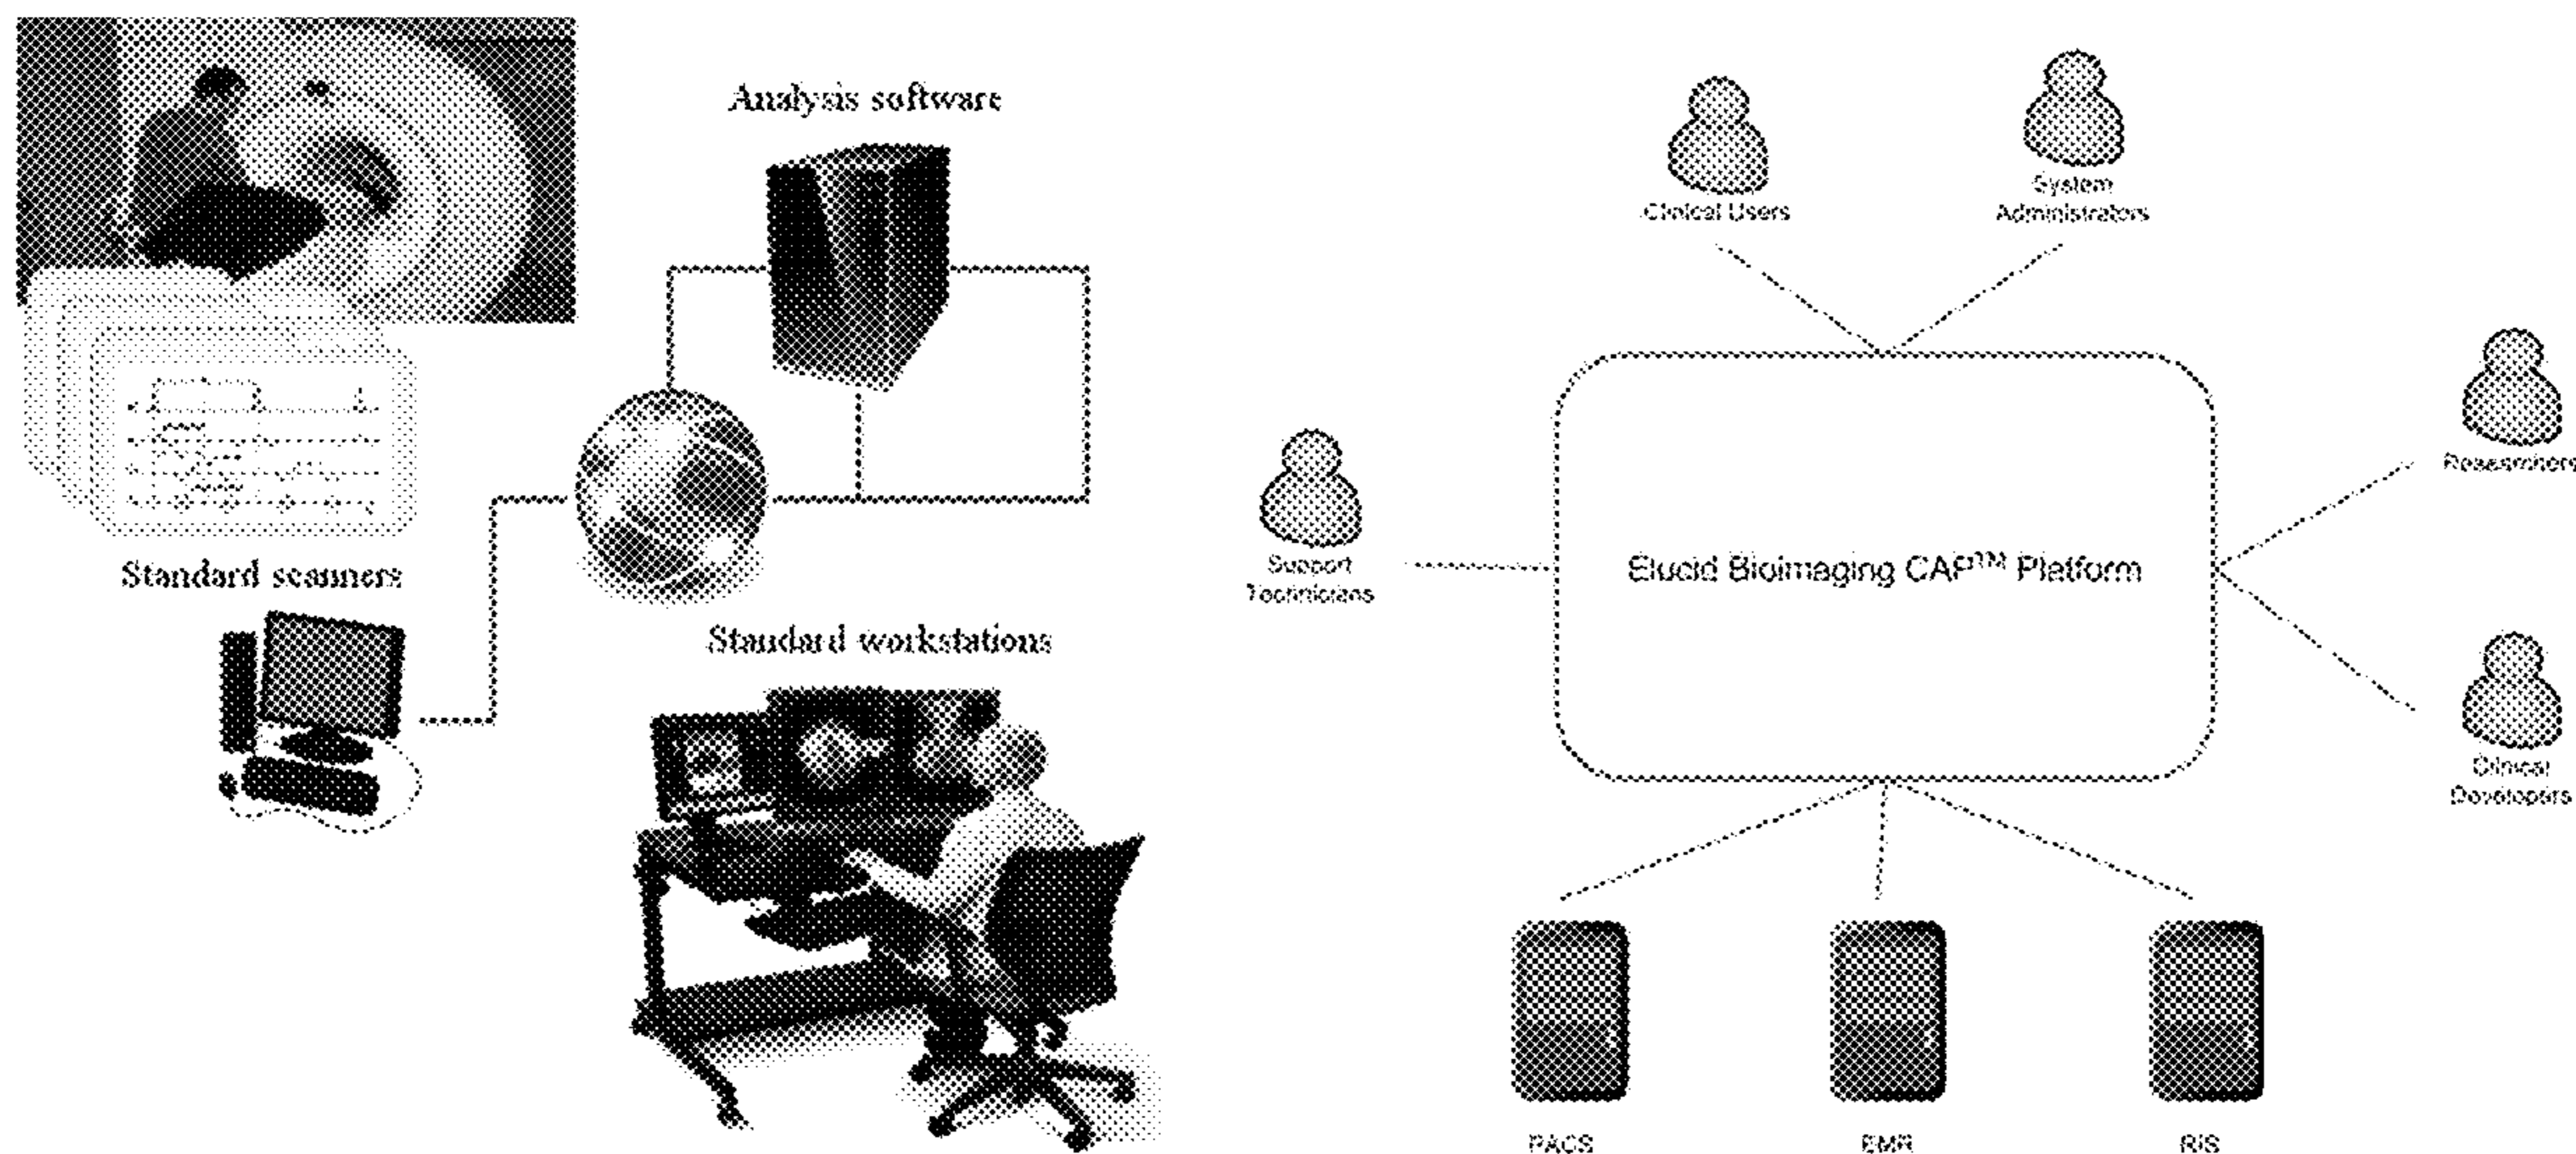 Analysis software
Standard scanners
Standard workstations
Clinical Users
System
Administrators
Researchers
Support
Technicians
Elucid Bioimaging CAP™ Platform
Clinical
Developers
PACS
EMR
RIS